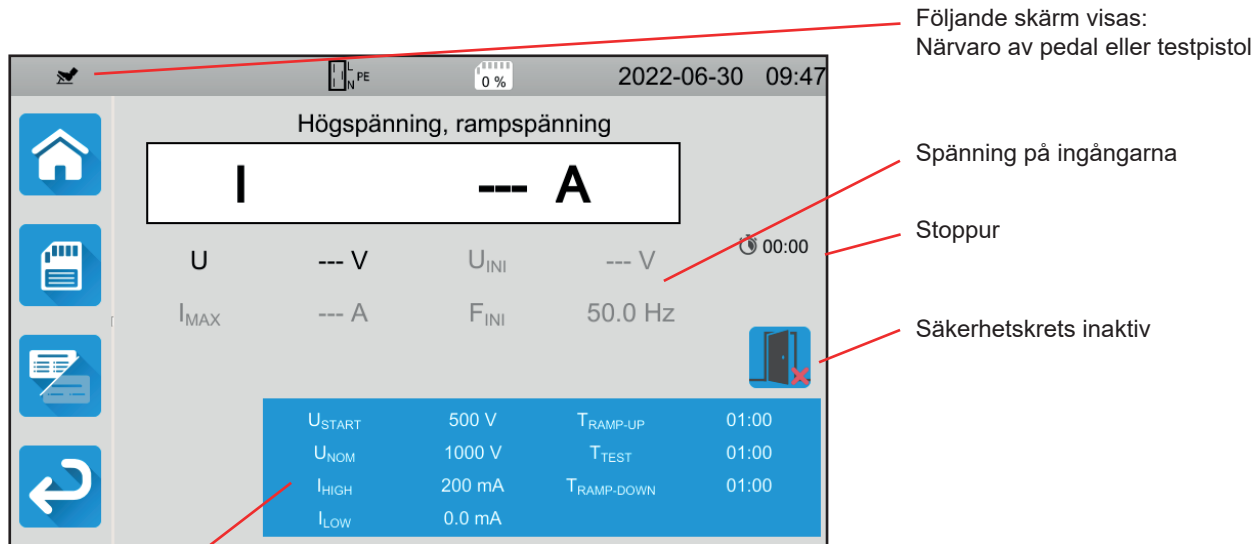 Följande skärm visas:
Närvaro av pedal eller testpistol
L
N PE
0 %
2022-06-30 09:47
Högspänning, rampspänning
I --- A
Spänning på ingångarna
Stoppur
00:00
U --- V UINI --- V
IMAX --- A FINI 50.0 Hz
Säkerhetskrets inaktiv
USTART 500 V TRAMP-UP 01:00
UNOM 1000 V TTEST 01:00
IHIGH 200 mA TRAMP-DOWN 01:00
ILOW 0.0 mA